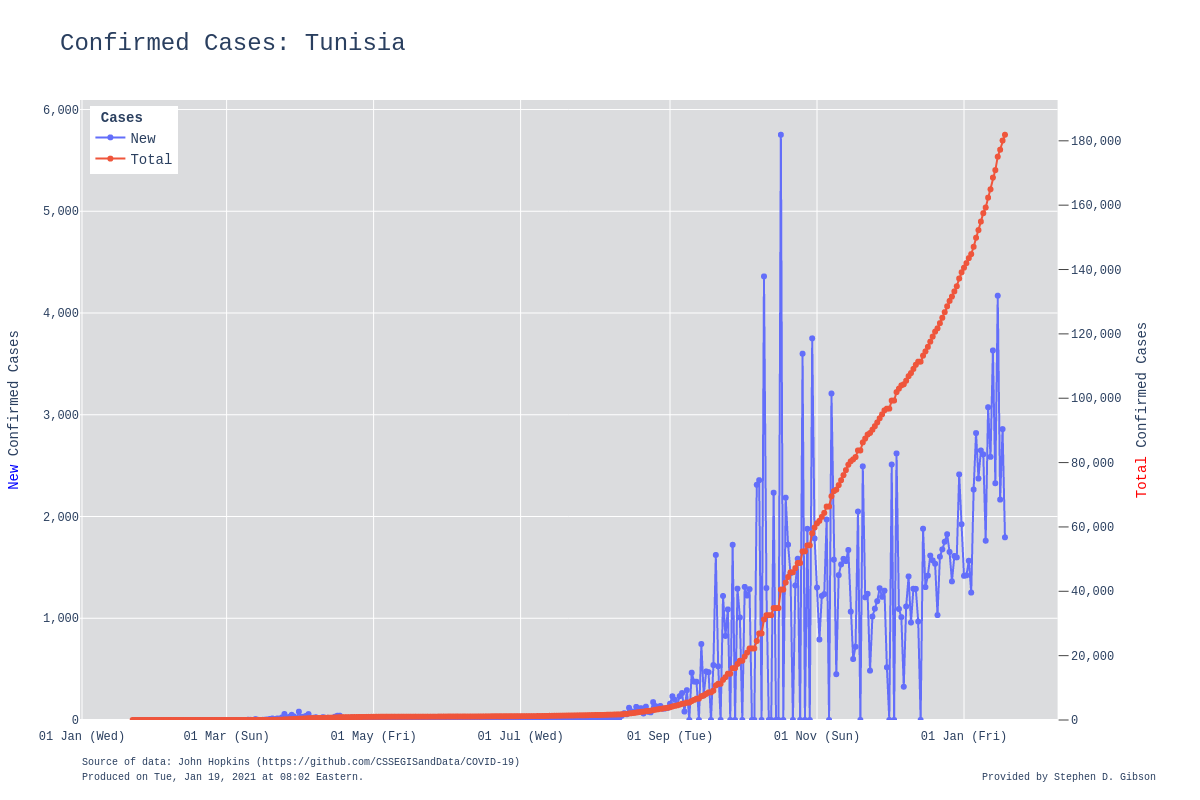 Confirmed Cases: Tunisia
Cases
New
Total
6,000
5,000
4,000
3,000
2,000
1,000
0
New Confirmed Cases
180,000
160,000
140,000
120,000
100,000
80,000
60,000
40,000
20,000
0
Total Confirmed Cases
01 Jan (Wed) 01 Mar (Sun) 01 May (Fri) 01 Jul (Wed) 01 Sep (Tue) 01 Nov (Sun) 01 Jan (Fri)
Source of data: John Hopkins (https://github.com/CSSEGISandData/COVID-19)
Produced on Tue, Jan 19, 2021 at 08:02 Eastern.
Provided by Stephen D. Gibson